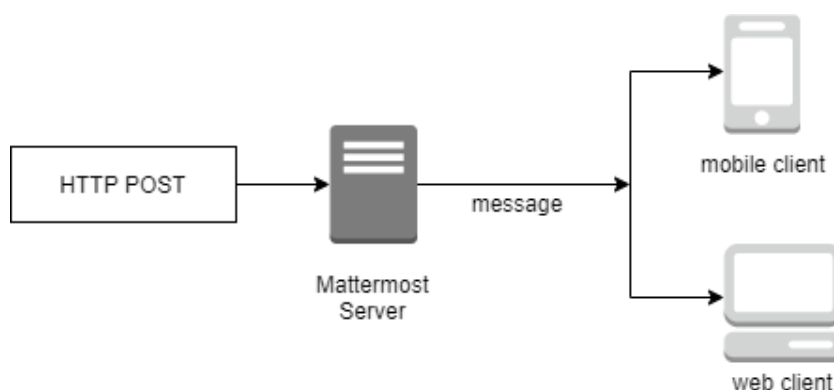 HTTP POST
Mattermost
Server
message
mobile client
web client